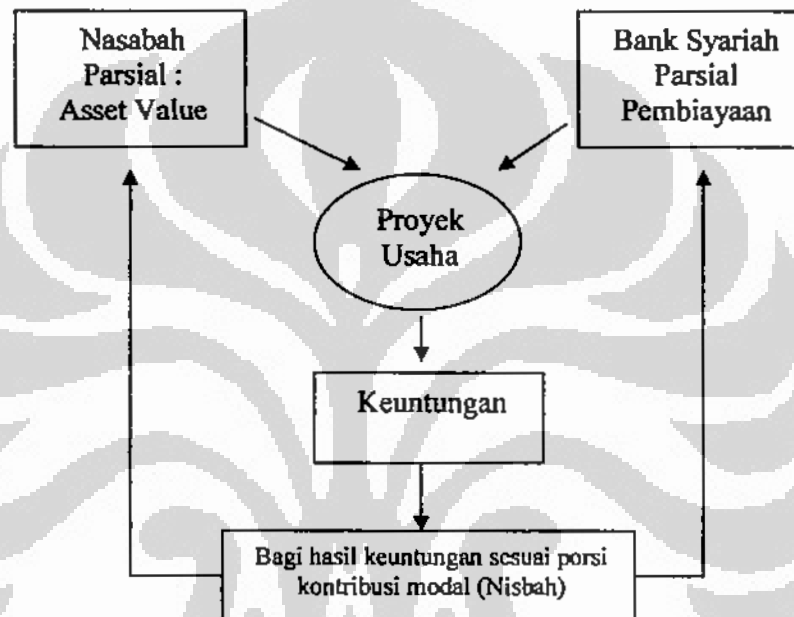 Nasabah
Parsial :
Asset Value
Bank Syariah
Parsial
Pembiayaan
Proyek
Usaha
Keuntungan
Bagi hasil keuntungan sesuai porsi
kontribusi modal (Nisbah)